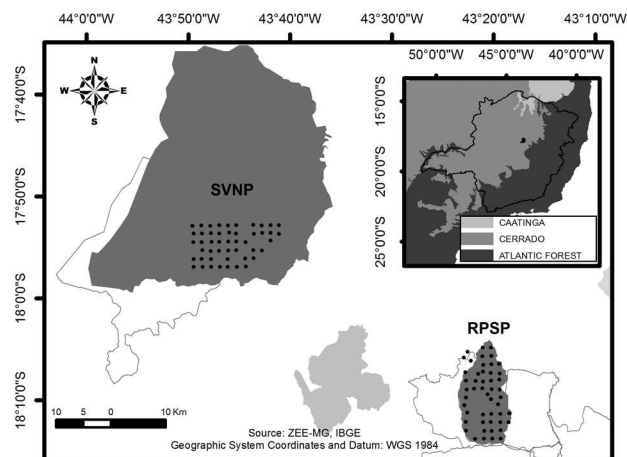 44°0'0"W 43°50'0"W 43°40'0"W 43°30'0"W 43°20'0"W 43°10'0"W
50°0'0"W 45°0'0"W 40°0'0"W
N
W E
S
17°40'0"S
17°50'0"S
18°0'0"S
18°10'0"S
SVNP
15°0'0"S
20°0'0"S
25°0'0"S
CAATINGA
CERRADO
ATLANTIC FOREST
RPSP
10 5 0 10 Km
Source: ZEE-MG, IBGE
Geographic System Coordinates and Datum: WGS 1984